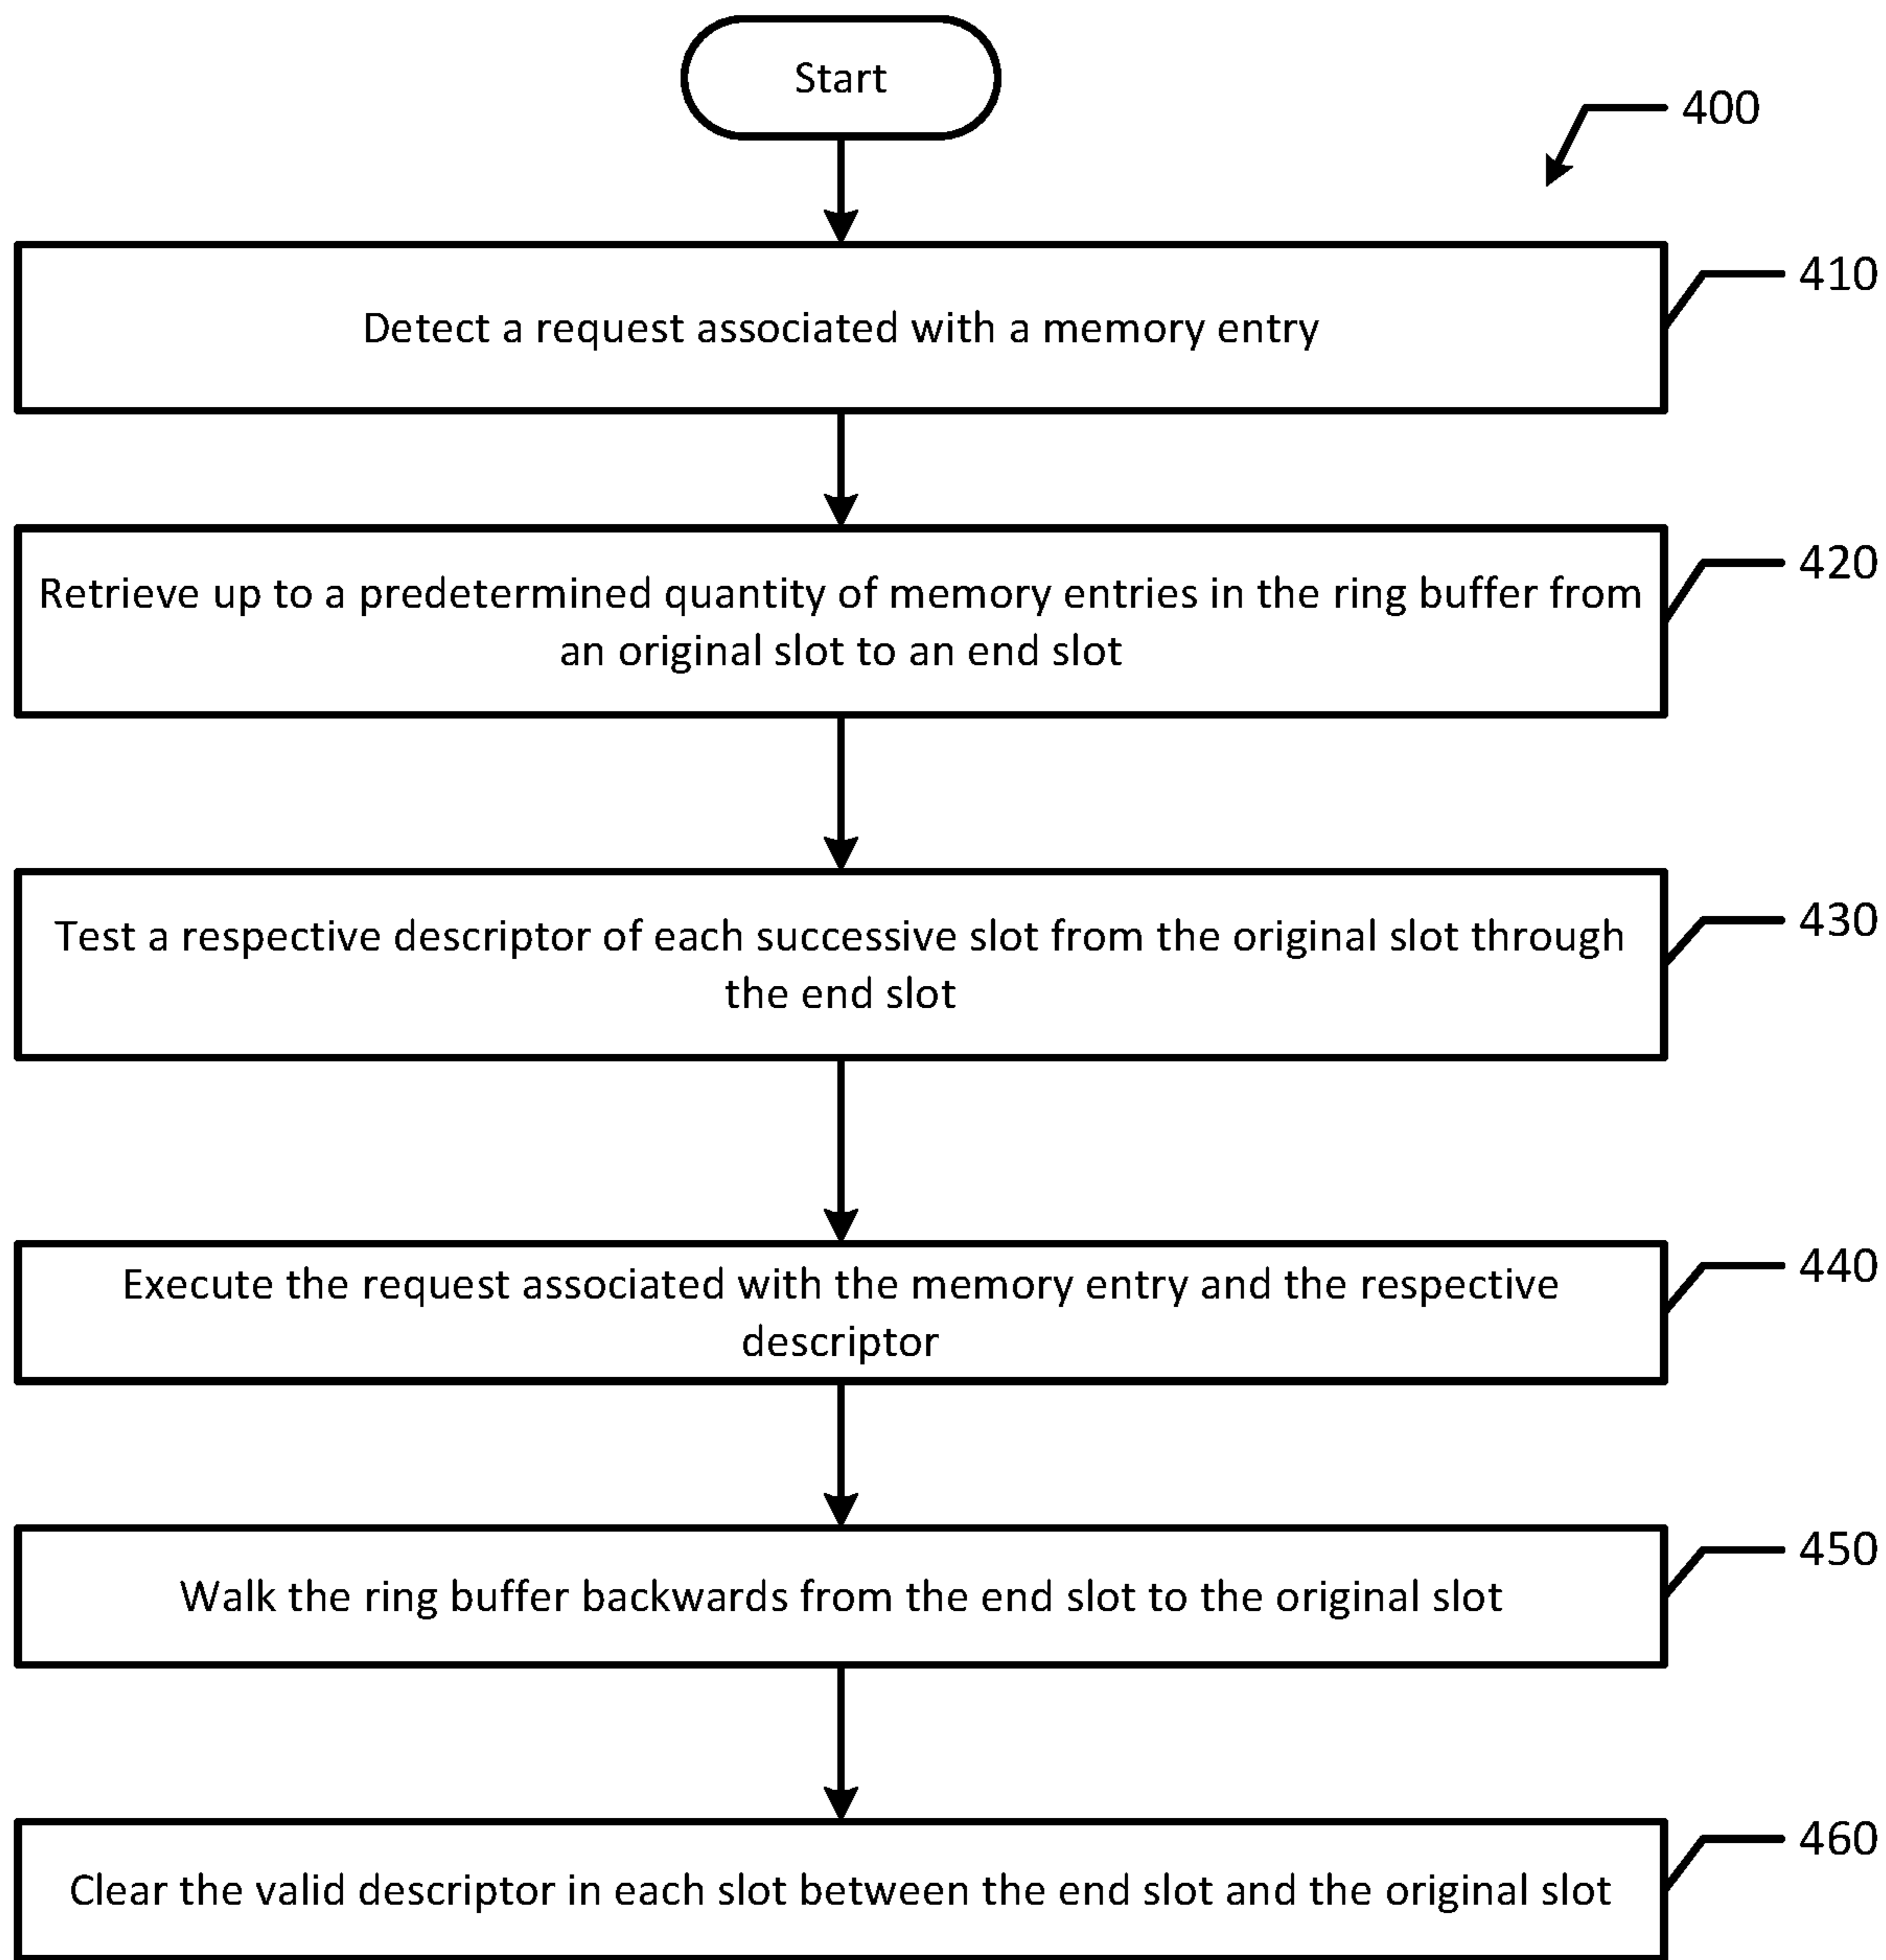 Start
400
410
Detect a request associated with a memory entry
420
Retrieve up to a predetermined quantity of memory entries in the ring buffer from
an original slot to an end slot
430
Test a respective descriptor of each successive slot from the original slot through
the end slot
440
Execute the request associated with the memory entry and the respective
descriptor
450
Walk the ring buffer backwards from the end slot to the original slot
460
Clear the valid descriptor in each slot between the end slot and the original slot